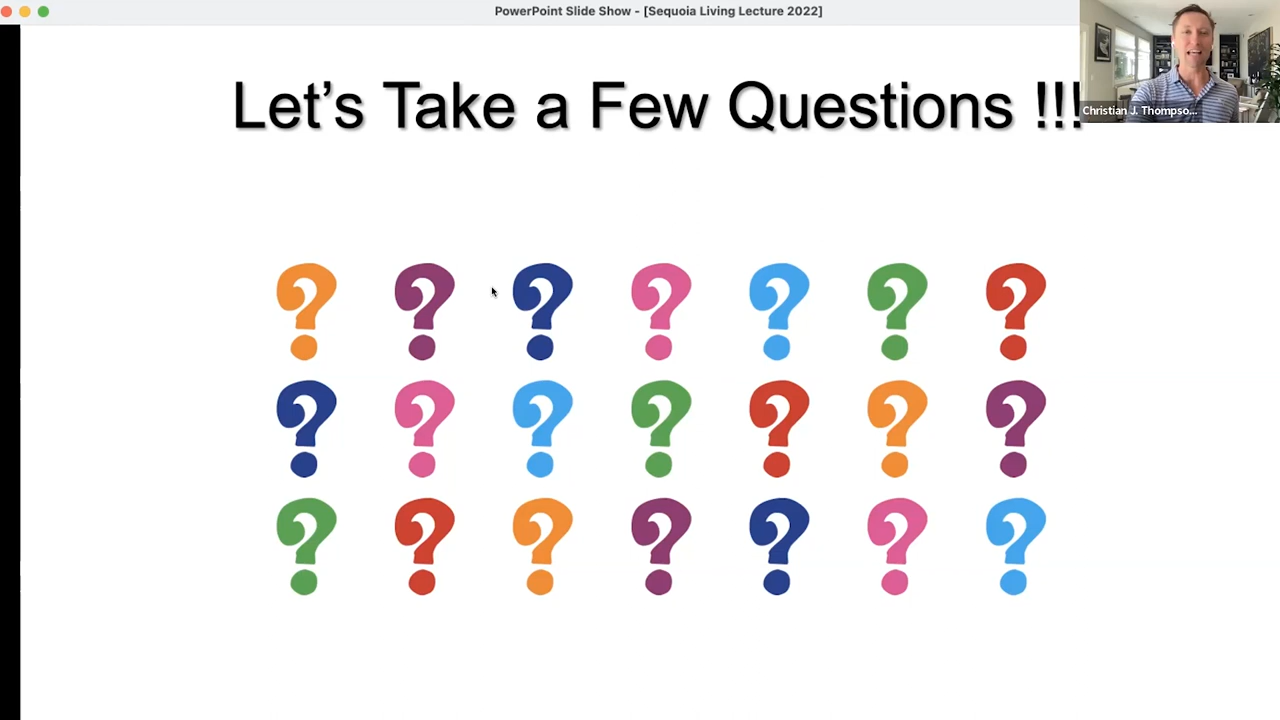 PowerPoint Slide Show - [Sequoia Living Lecture 2022]
Let’s Take a Few Questions !!!
Christian J. Thompso...
? ? ? ? ? ? ?
? ? ? ? ? ? ?
? ? ? ? ? ? ?